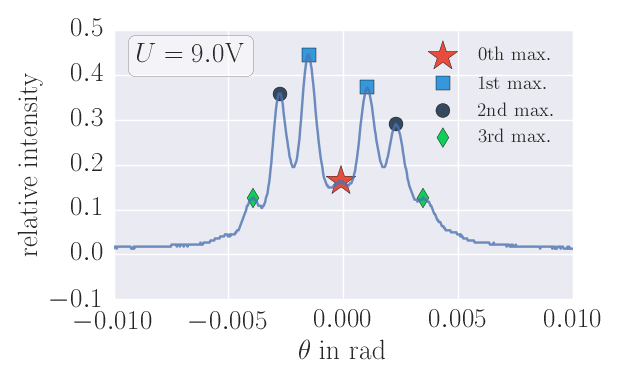 0.5
0.4
0.3
0.2
0.1
0.0
−0.1
relative intensity
U = 9.0V
0th max.
1st max.
2nd max.
3rd max.
−0.010 −0.005 0.000 0.005 0.010
θ in rad